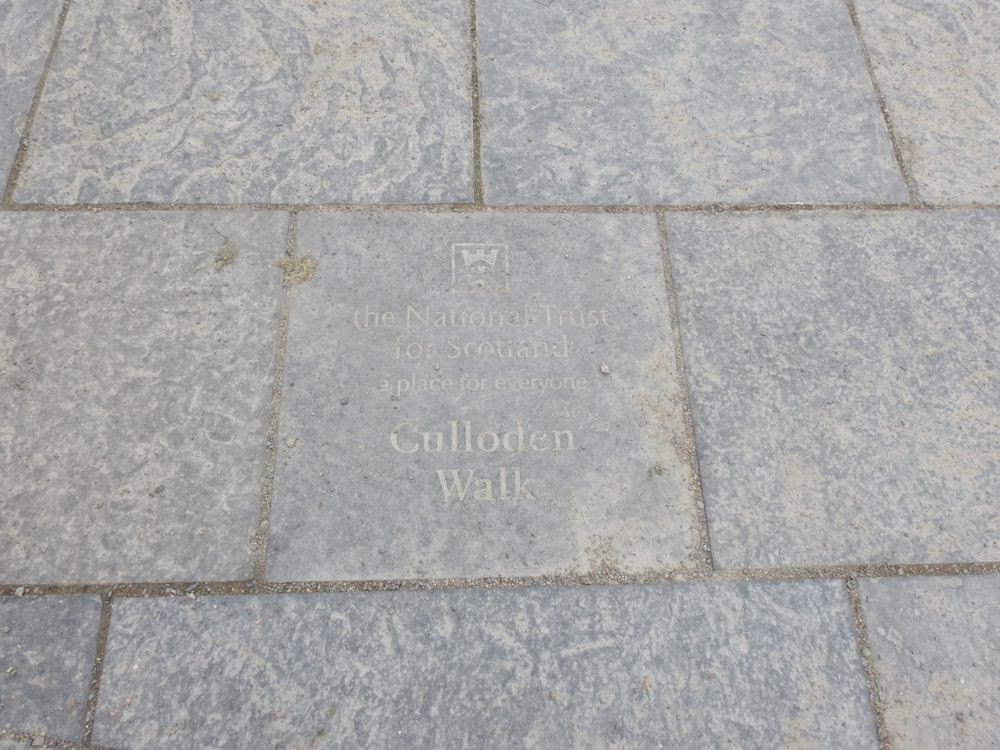 the National Trust
for Scotland
a place for everyone
Culloden
Walk